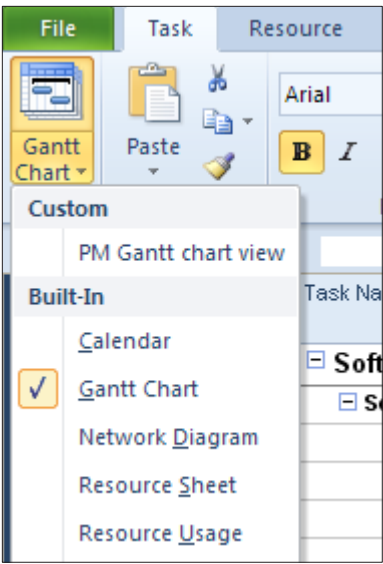 File Task Resource
Arial
Gantt Chart
Paste
B I
Custom
PM Gantt chart view
Built-In
Task Na
Calendar
Soft
Gantt Chart
Network Diagram
Resource Sheet
Resource Usage